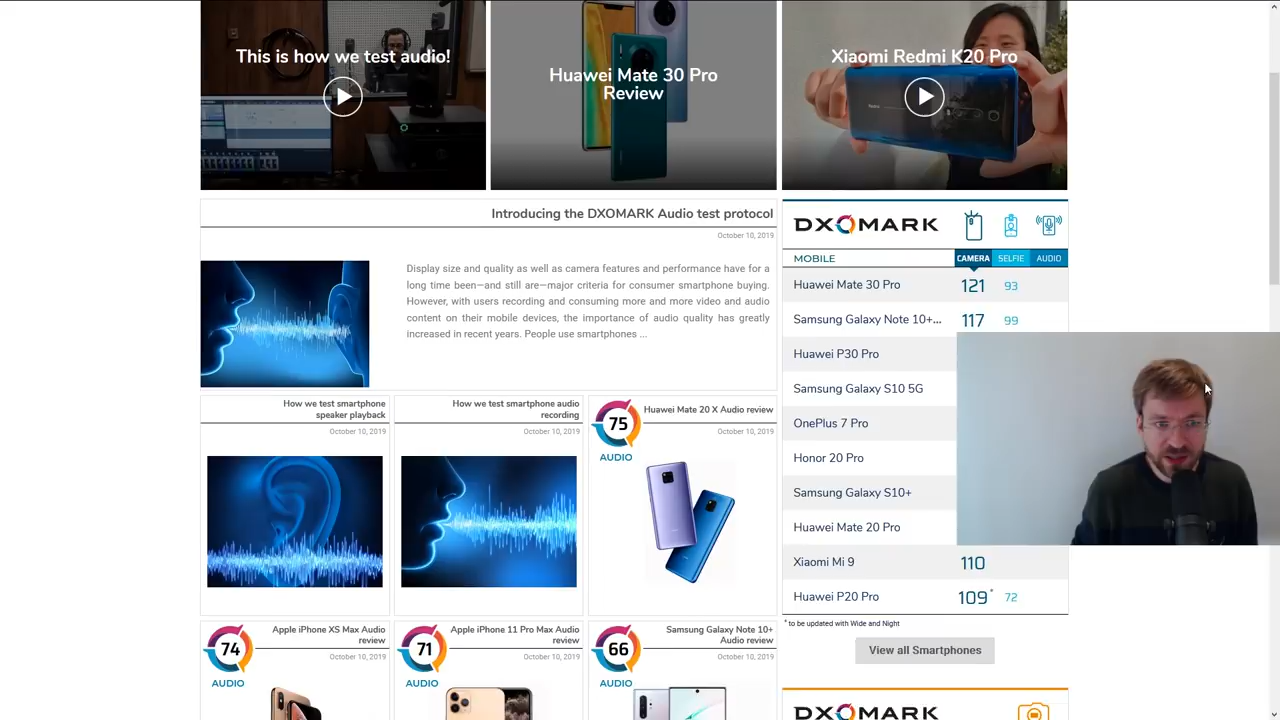 This is how we test audio!
Huawei Mate 30 Pro
Review
Xiaomi Redmi K20 Pro
Redmi
Introducing the DXOMARK Audio test protocol
October 10, 2019
Display size and quality as well as camera features and performance have for a
long time been—and still are—major criteria for consumer smartphone buying.
However, with users recording and consuming more and more video and audio
content on their mobile devices, the importance of audio quality has greatly
increased in recent years. People use smartphones ...
How we test smartphone
speaker playback
October 10, 2019
How we test smartphone audio
recording
October 10, 2019
75
AUDIO
Huawei Mate 20 X Audio review
October 10, 2019
74
AUDIO
Apple iPhone XS Max Audio
review
October 10, 2019
71
AUDIO
Apple iPhone 11 Pro Max Audio
review
October 10, 2019
66
AUDIO
Samsung Galaxy Note 10+
Audio review
October 10, 2019
DXOMARK
MOBILE CAMERA SELFIE AUDIO
Huawei Mate 30 Pro 121 93
Samsung Galaxy Note 10+... 117 99
Huawei P30 Pro
Samsung Galaxy S10 5G
OnePlus 7 Pro
Honor 20 Pro
Samsung Galaxy S10+
Huawei Mate 20 Pro
Xiaomi Mi 9 110
Huawei P20 Pro 109* 72
* to be updated with Wide and Night
View all Smartphones
DXOMARK